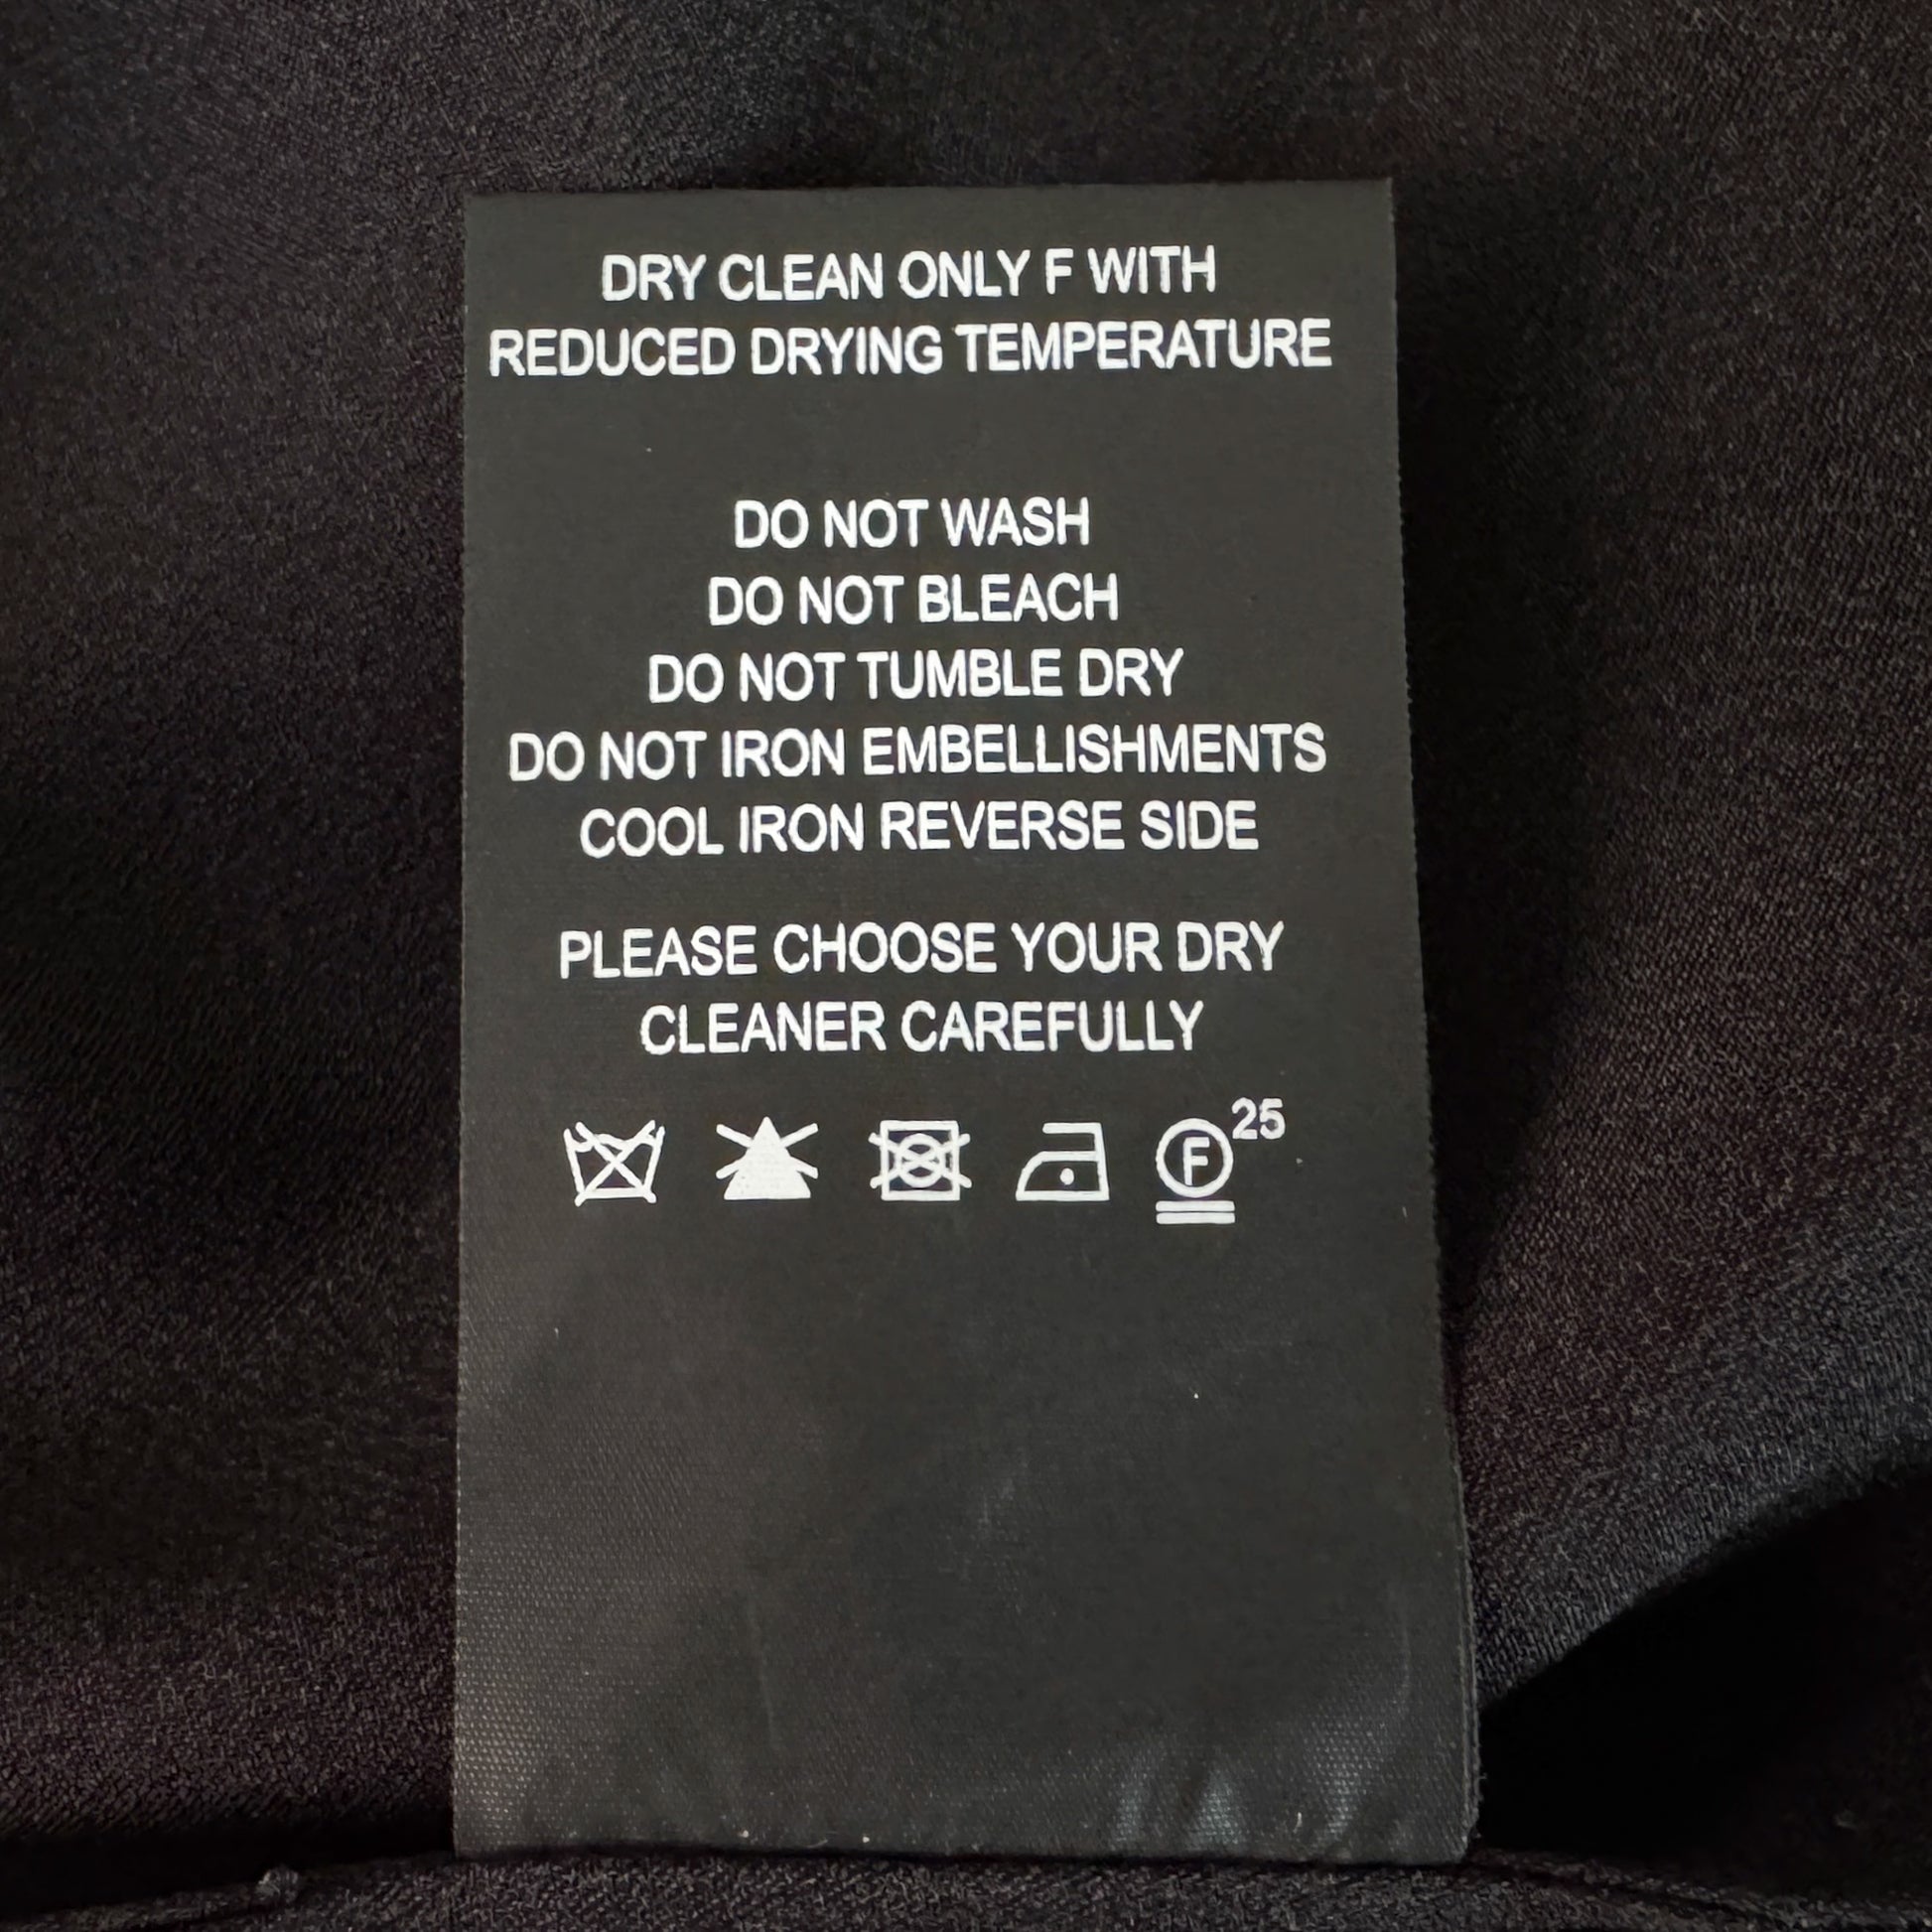 DRY CLEAN ONLY F WITH
REDUCED DRYING TEMPERATURE
DO NOT WASH
DO NOT BLEACH
DO NOT TUMBLE DRY
DO NOT IRON EMBELLISHMENTS
COOL IRON REVERSE SIDE
PLEASE CHOOSE YOUR DRY
CLEANER CAREFULLY
F 25